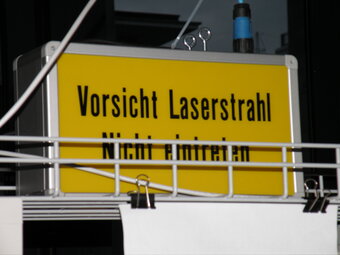 Vorsicht Laserstrahl
Nicht eintreten